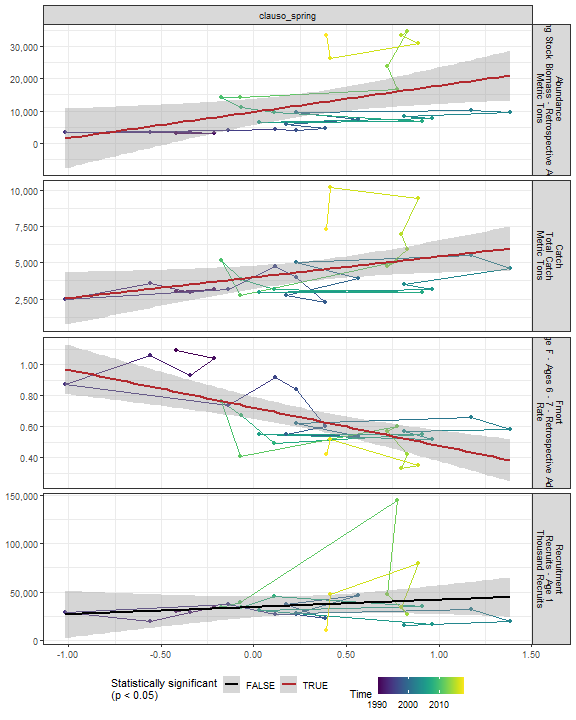 clauso_spring
30,000
20,000
10,000
0
Abundance
Stock Biomass - Retrospective
Metric Tons
10,000
7,500
5,000
2,500
Catch
Total Catch
Metric Tons
1.00
0.80
0.60
0.40
Fmort
F - Ages 6 - 7 - Retrospective
Rate
150,000
100,000
50,000
0
Recruitment
Recruits - Age 1
Thousand Recruits
-1.00
-0.50
0.00
0.50
1.00
1.50
Statistically significant
(p < 0.05)
FALSE
TRUE
Time
1990
2000
2010